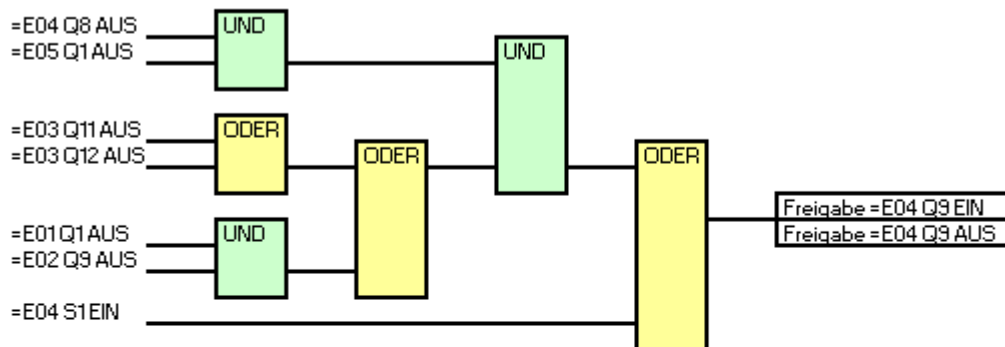 =E04 Q8 AUS
UND
=E05 Q1 AUS
UND
=E03 Q11 AUS
ODER
=E03 Q12 AUS
ODER
ODER
Freigabe =E04 Q9 EIN
=E01 Q1 AUS
UND
Freigabe =E04 Q9 AUS
=E02 Q9 AUS
=E04 S1 EIN